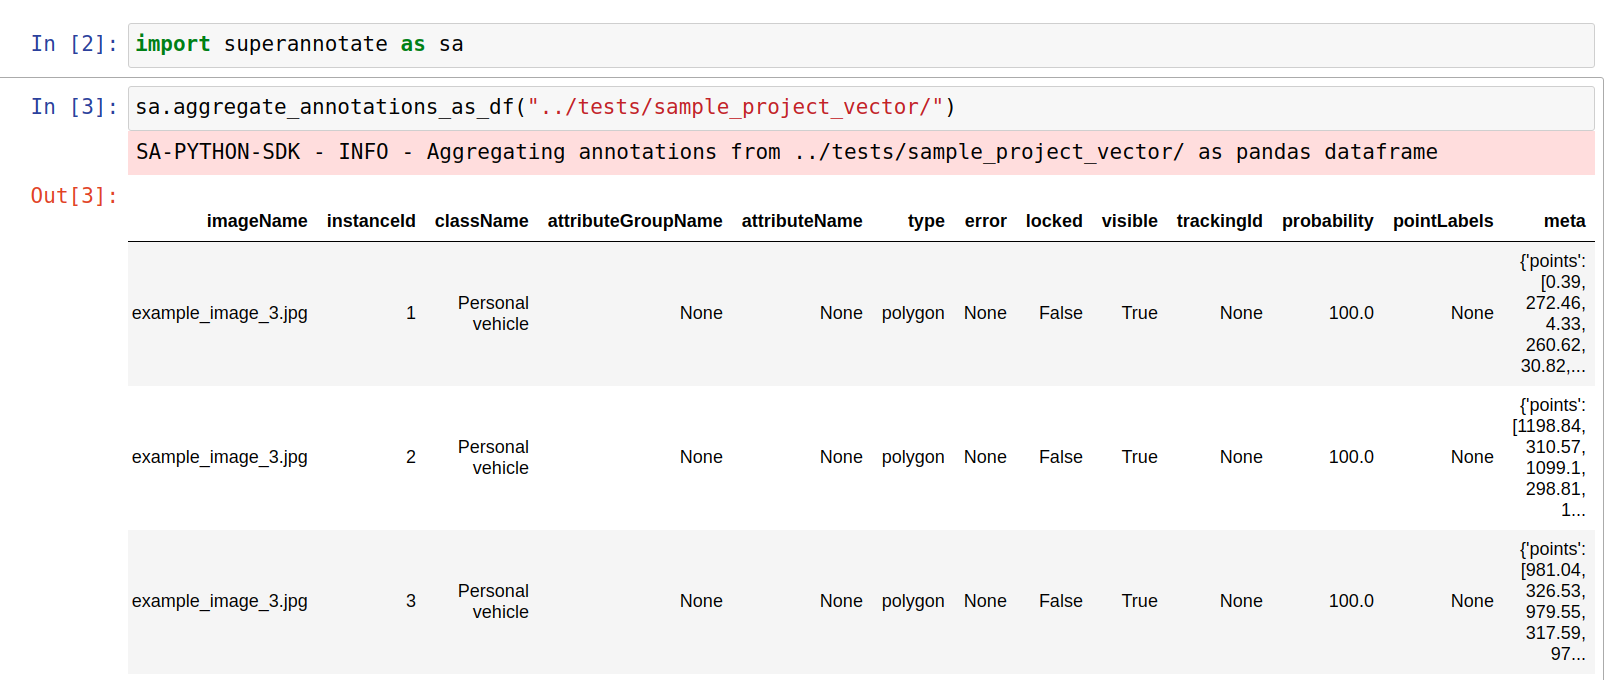 In [2]: import superannotate as sa
In [3]: sa.aggregate_annotations_as_df("../tests/sample_project_vector/")
SA-PYTHON-SDK - INFO - Aggregating annotations from ../tests/sample_project_vector/ as pandas dataframe
Out[3]:
imageName instanceId className attributeGroupName attributeName type error locked visible trackingId probability pointLabels meta
example_image_3.jpg 1 Personal vehicle None None polygon None False True None 100.0 None {'points':
[0.39,
272.46,
4.33,
260.62,
30.82,...
example_image_3.jpg 2 Personal vehicle None None polygon None False True None 100.0 None {'points':
[1198.84,
310.57,
1099.1,
298.81,
1...
example_image_3.jpg 3 Personal vehicle None None polygon None False True None 100.0 None {'points':
[981.04,
326.53,
979.55,
317.59,
97...